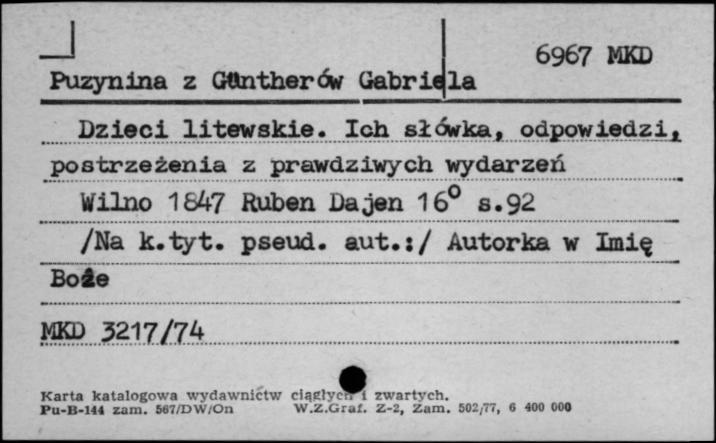 6967 MKD
Puzynina z Güntherów Gabriela
Dzieci litewskie. Ich słówka, odpowiedzi,
postrzeżenia z prawdziwych wydarzeń
Wilno 1847 Ruben Dajen 16° s.92
/Na k.tyt. pseud. aut.:/ Autorka w Imię
Boże
MKD 3217/74
Karta katalogowa wydawnictw ciągłych i zwartych.
Pu-B-144 zam. 567/DW/On W.Z.Graf. Z-2, Zam. 502/77, 6 400 000